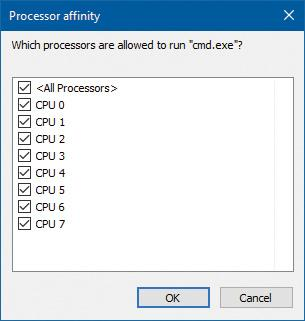 Processor affinity
Which processors are allowed to run "cmd.exe"?
<All Processors>
CPU 0
CPU 1
CPU 2
CPU 3
CPU 4
CPU 5
CPU 6
CPU 7
OK Cancel